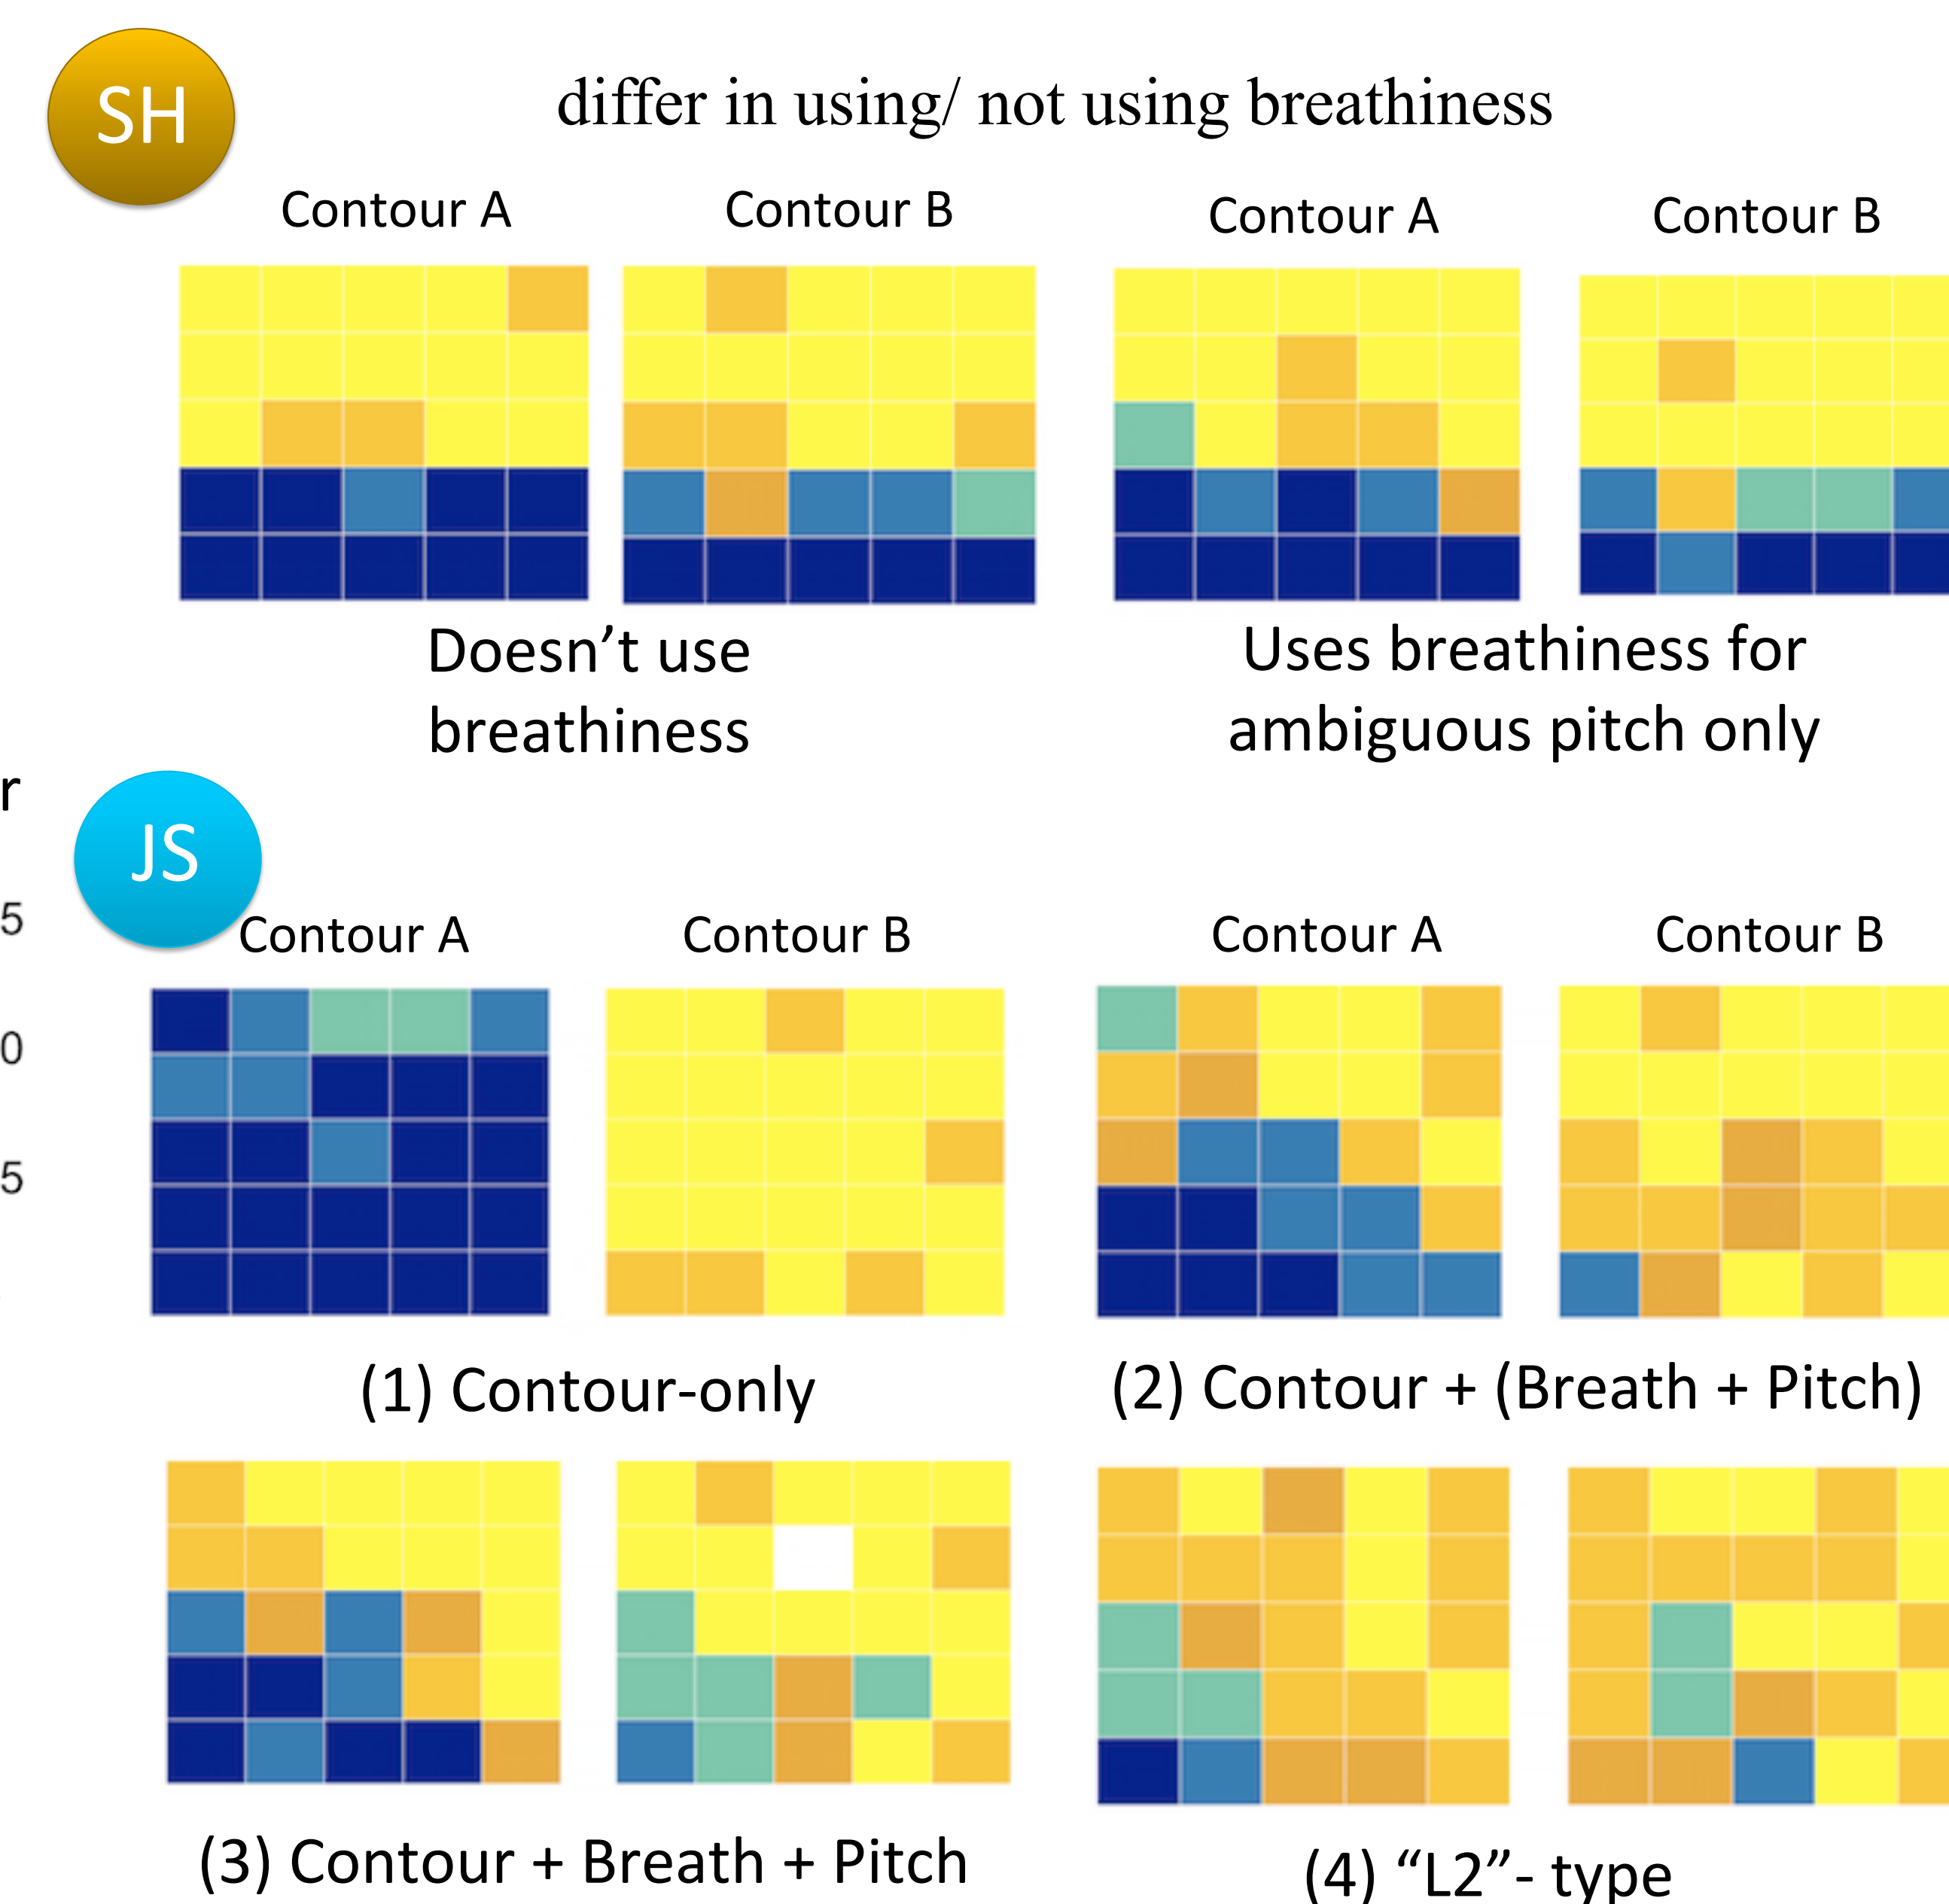 SH
differ in using/ not using breathiness
Contour A
Contour B
Contour A
Contour B
Doesn’t use
breathiness
Uses breathiness for
ambiguous pitch only
r
JS
5
0
5
Contour A
Contour B
Contour A
Contour B
(1) Contour-only
(2) Contour + (Breath + Pitch)
(3) Contour + Breath + Pitch
(4) “L2”- type